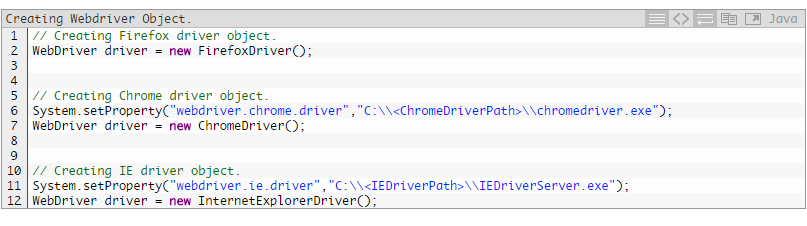 Creating Webdriver Object.
Java
1 // Creating Firefox driver object.
2 WebDriver driver = new FirefoxDriver();
3
4
5 // Creating Chrome driver object.
6 System.setProperty("webdriver.chrome.driver","C:\\<ChromeDriverPath>\\chromedriver.exe");
7 WebDriver driver = new ChromeDriver();
8
9
10 // Creating IE driver object.
11 System.setProperty("webdriver.ie.driver","C:\\<IEDriverPath>\\IEDriverServer.exe");
12 WebDriver driver = new InternetExplorerDriver();